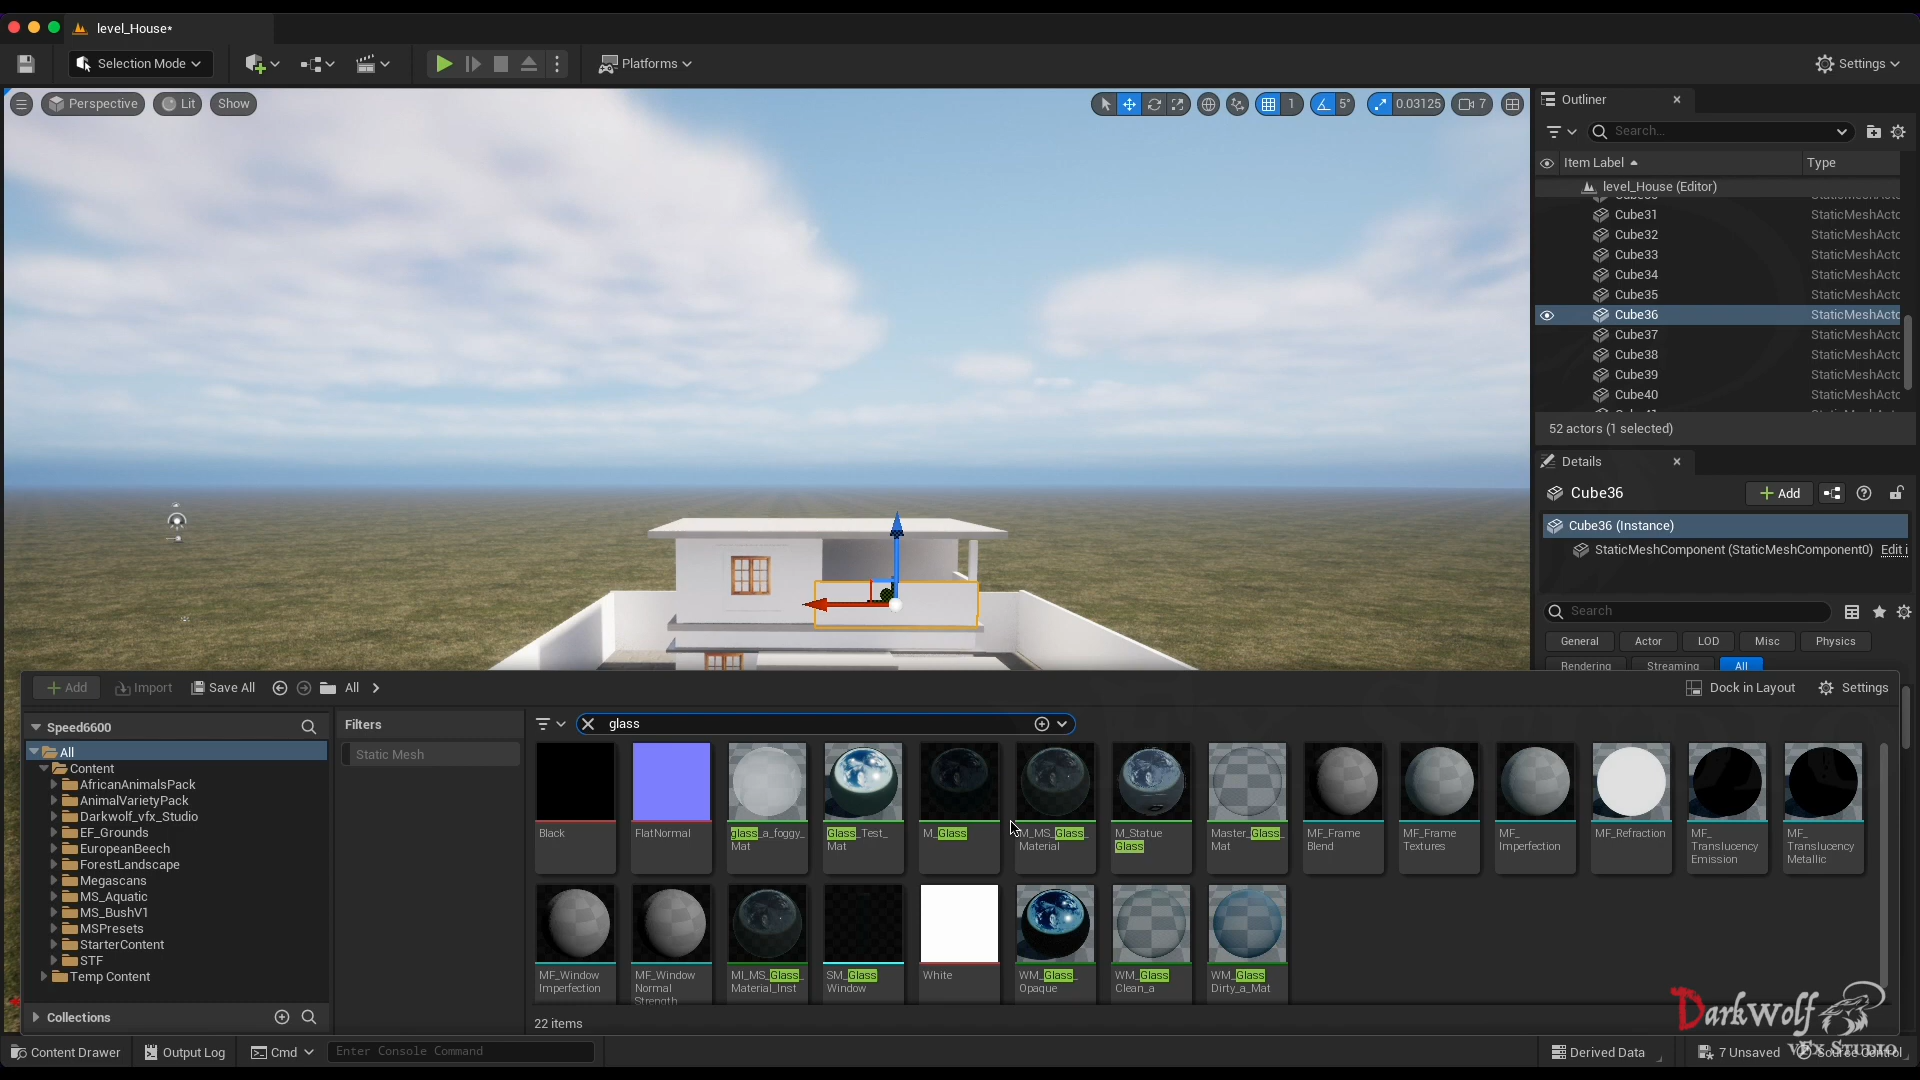 level_House*
Selection Mode
Platforms
Settings
Perspective
Lit
Show
1
5°
0.03125
7
Outliner
Search...
Item Label
Type
level_House (Editor)
Cube31
StaticMeshActo
Cube32
StaticMeshActo
Cube33
StaticMeshActo
Cube34
StaticMeshActo
Cube35
StaticMeshActo
Cube36
StaticMeshActo
Cube37
StaticMeshActo
Cube38
StaticMeshActo
Cube39
StaticMeshActo
Cube40
StaticMeshActo
52 actors (1 selected)
Details
Cube36
Add
Cube36 (Instance)
StaticMeshComponent (StaticMeshComponent0)
Edit i
Search
General
Actor
LOD
Misc
Physics
Rendering
Streaming
All
Add
Import
Save All
All
Dock in Layout
Settings
Speed6600
All
Content
AfricanAnimalsPack
AnimalVarietyPack
Darkwolf_vfx_Studio
EF_Grounds
EuropeanBeech
ForestLandscape
Megascans
MS_Aquatic
MS_BushV1
MSPresets
StarterContent
STF
Temp Content
Collections
Filters
Static Mesh
glass
Black
FlatNormal
glass_a_foggy_
Mat
Glass_Test_
Mat
M_Glass
M_MS_Glass_
Material
M_Statue
Glass
Master_Glass_
Mat
MF_Frame
Blend
MF_Frame
Textures
MF_
Imperfection
MF_Refraction
MF_
Translucency
Emission
MF_
Translucency
Metallic
MF_Window
Imperfection
MF_Window
Normal
Strength
MI_MS_Glass_
Material_Inst
SM_Glass
Window
White
WM_Glass_
Opaque
WM_Glass
Clean_a
WM_Glass
Dirty_a_Mat
22 items
Content Drawer
Output Log
Cmd
Enter Console Command
Derived Data
7 Unsaved
Source Control
DarkWolf
VFX Studio